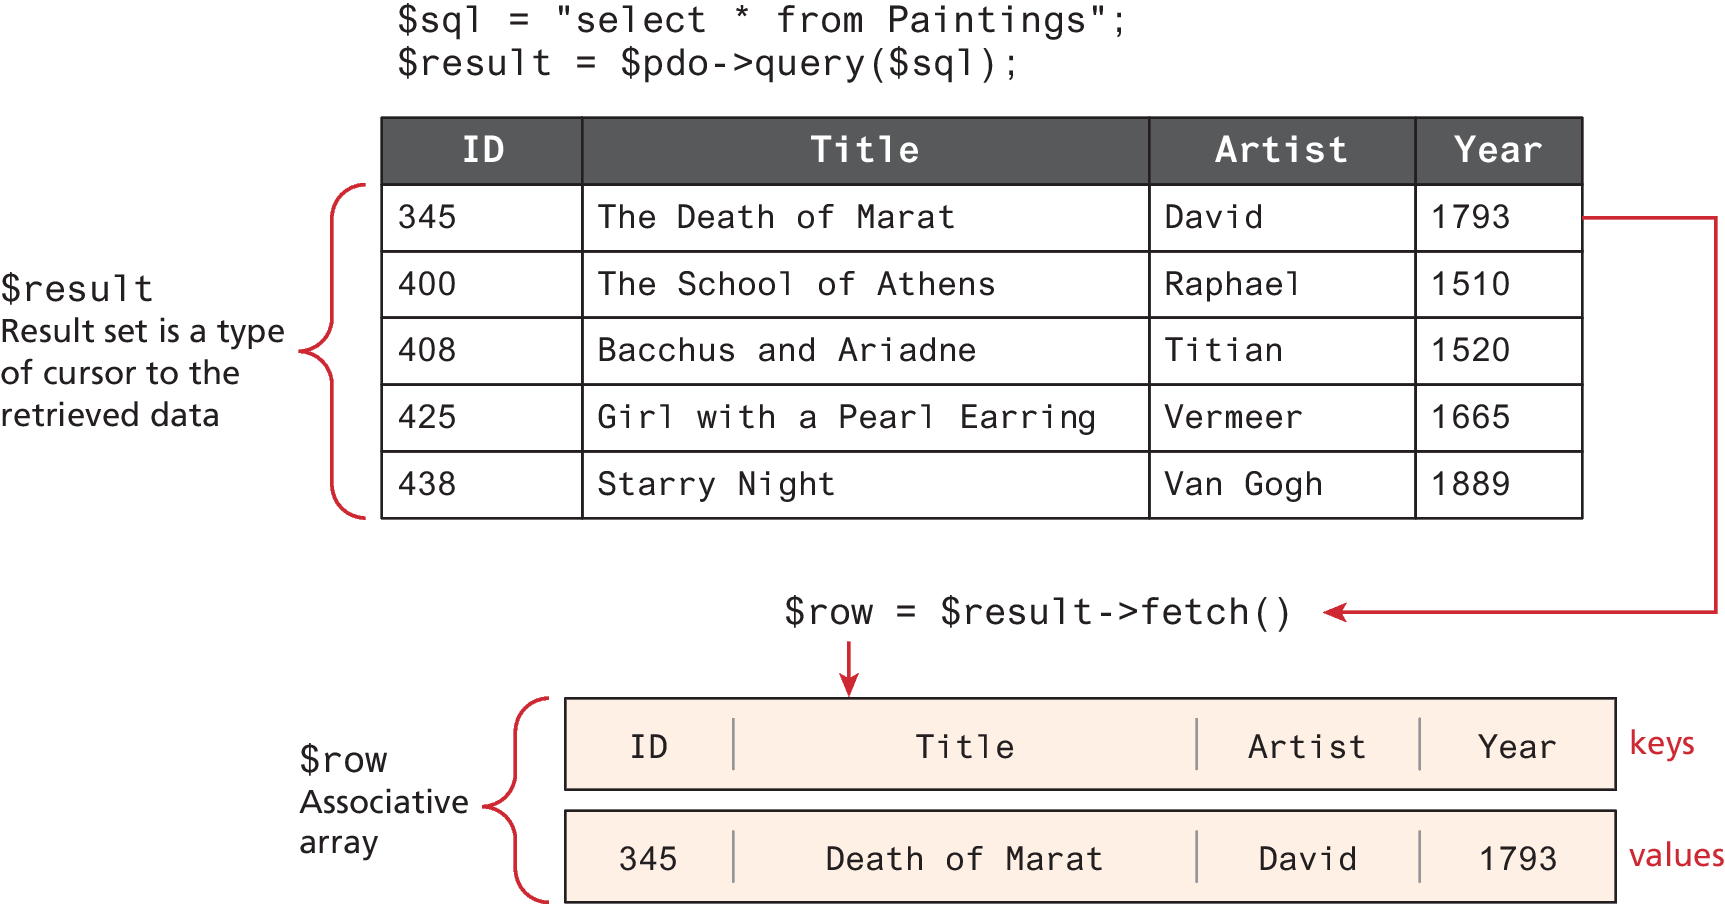 $sql = "select * from Paintings";
$result = $pdo->query($sql);
ID Title Artist Year
345 The Death of Marat David 1793
400 The School of Athens Raphael 1510
408 Bacchus and Ariadne Titian 1520
425 Girl with a Pearl Earring Vermeer 1665
438 Starry Night Van Gogh 1889
$result
Result set is a type
of cursor to the
retrieved data
$row = $result->fetch()
$row
Associative
array
ID Title Artist Year keys
345 Death of Marat David 1793 values